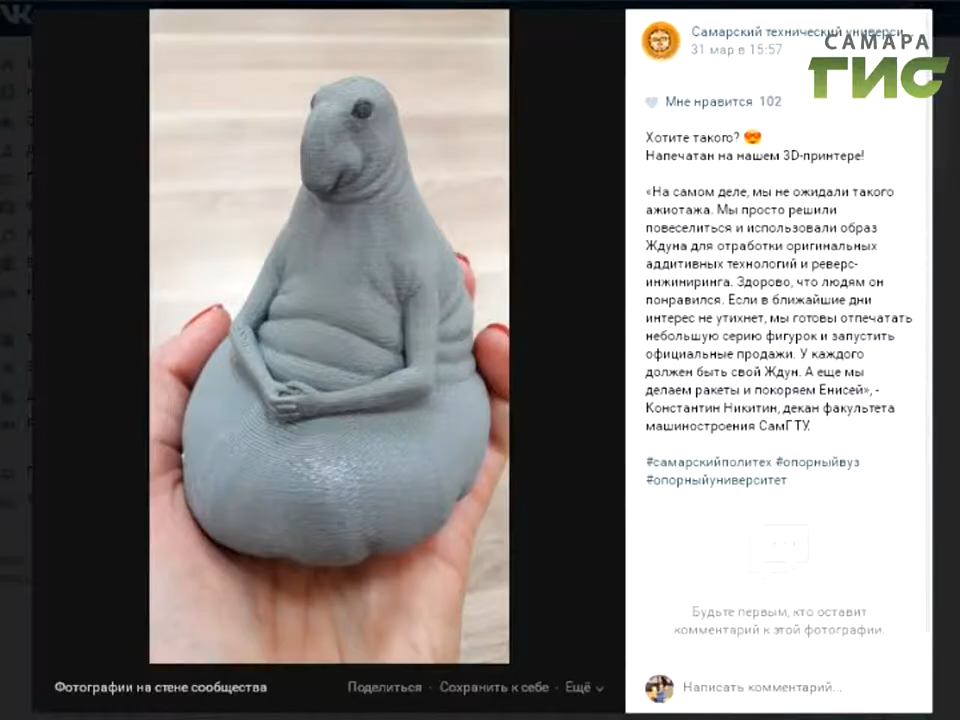 Самарский технический универси...
31 мар в 15:57
САМАРА
ГИС
Мне нравится 102
Хотите такого?
Напечатан на нашем 3D-принтере!
«На самом деле, мы не ожидали такого
ажиотажа. Мы просто решили
повеселиться и использовали образ
Ждуна для отработки оригинальных
аддитивных технологий и реверс-
инжиниринга. Здорово, что людям он
понравился. Если в ближайшие дни
интерес не утихнет, мы готовы отпечатать
небольшую серию фигурок и запустить
официальные продажи. У каждого
должен быть свой Ждун. А еще мы
делаем ракеты и покоряем Енисей», -
Константин Никитин, декан факультета
машиностроения СамГТУ.
#самарскийполитех #опорныйвуз
#опорныйуниверситет
Будьте первым, кто оставит
комментарий к этой фотографии.
Фотографии на стене сообщества
Поделиться · Сохранить к себе · Ещё
Написать комментарий...